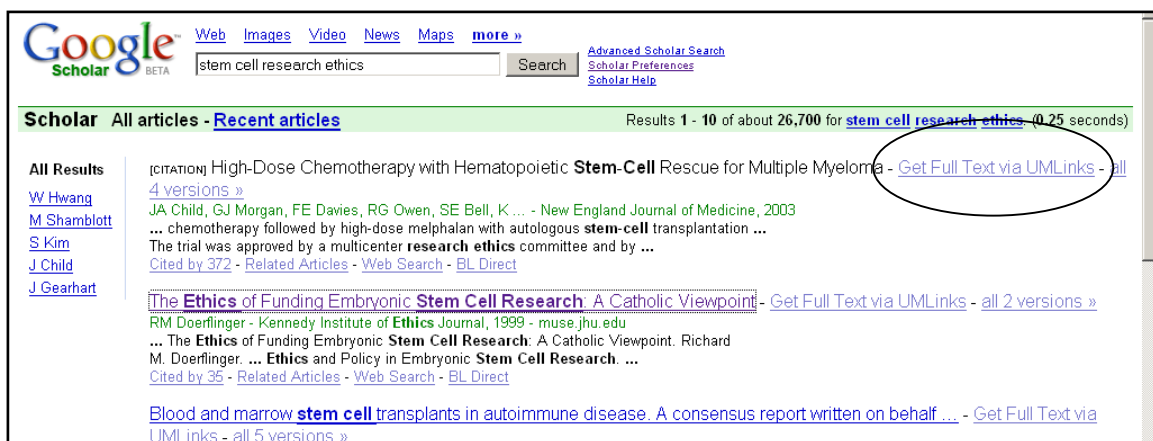 Google™
Scholar BETA
Web Images Video News Maps more »
stem cell research ethics
Search
Advanced Scholar Search
Scholar Preferences
Scholar Help
Scholar All articles - Recent articles
Results 1 - 10 of about 26,700 for stem cell research ethics. (0.25 seconds)
All Results
W Hwang
M Shamblott
S Kim
J Child
J Gearhart
[CITATION] High-Dose Chemotherapy with Hematopoietic Stem-Cell Rescue for Multiple Myeloma - Get Full Text via UMLinks - all
4 versions »
JA Child, GJ Morgan, FE Davies, RG Owen, SE Bell, K ... - New England Journal of Medicine, 2003
... chemotherapy followed by high-dose melphalan with autologous stem-cell transplantation ...
The trial was approved by a multicenter research ethics committee and by ...
Cited by 372 - Related Articles - Web Search - BL Direct
The Ethics of Funding Embryonic Stem Cell Research: A Catholic Viewpoint - Get Full Text via UMLinks - all 2 versions »
RM Doerflinger - Kennedy Institute of Ethics Journal, 1999 - muse.jhu.edu
... The Ethics of Funding Embryonic Stem Cell Research: A Catholic Viewpoint. Richard
M. Doerflinger. ... Ethics and Policy in Embryonic Stem Cell Research. ...
Cited by 35 - Related Articles - Web Search - BL Direct
Blood and marrow stem cell transplants in autoimmune disease. A consensus report written on behalf ... - Get Full Text via
UMLinks - all 5 versions »